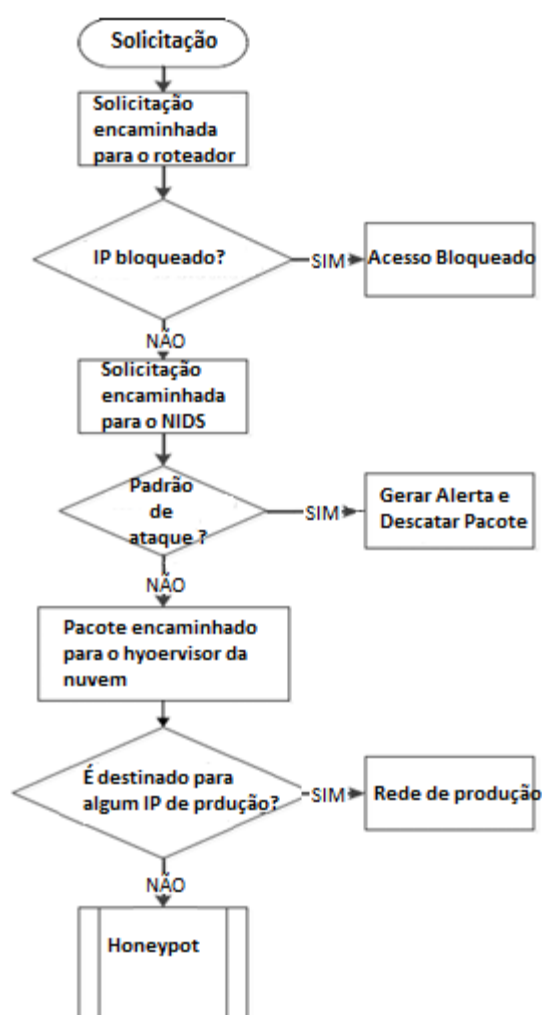 Solicitação
Solicitação
encaminhada
para o roteador
IP bloqueado?
SIM
Acesso Bloqueado
NÃO
Solicitação
encaminhada
para o NIDS
Padrão
de
ataque ?
SIM
Gerar Alerta e
Descatar Pacote
NÃO
Pacote encaminhado
para o hyoervisor da
nuvem
É destinado para
algum IP de prdução?
SIM
Rede de produção
NÃO
Honeypot